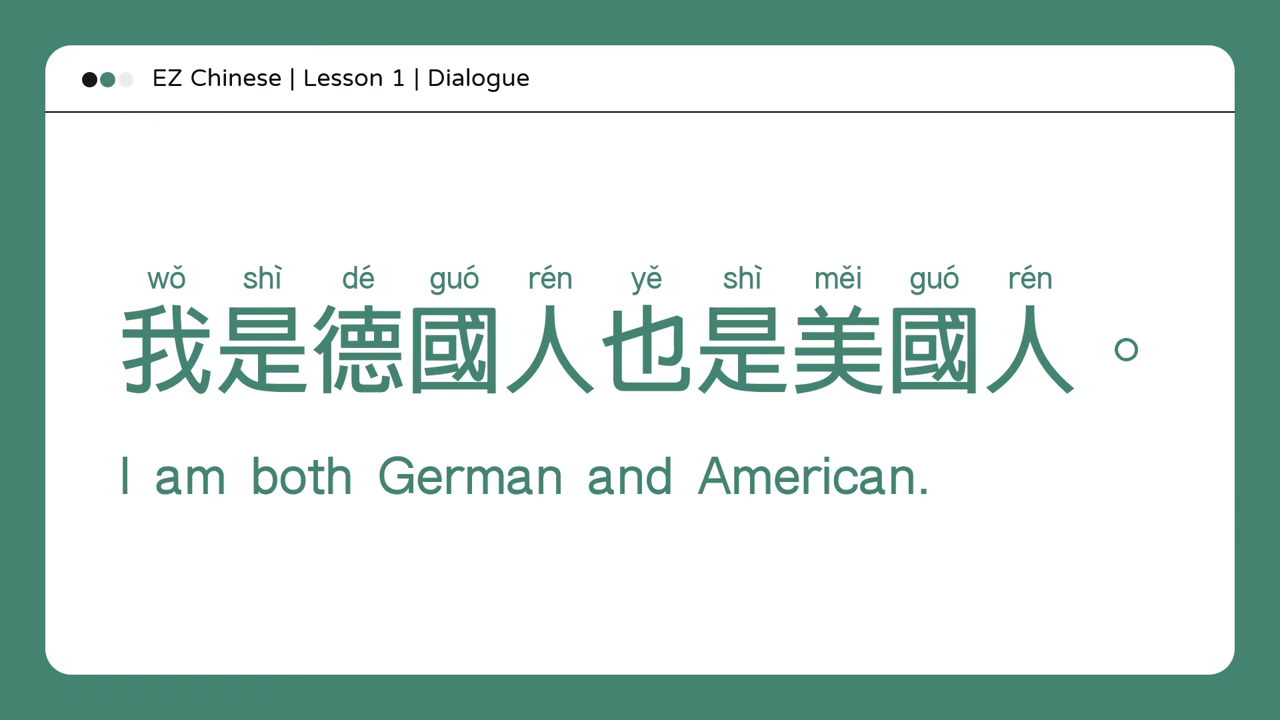 EZ Chinese | Lesson 1 | Dialogue
wǒ shì dé guó rén yě shì měi guó rén
我是德國人也是美國人。
I am both German and American.